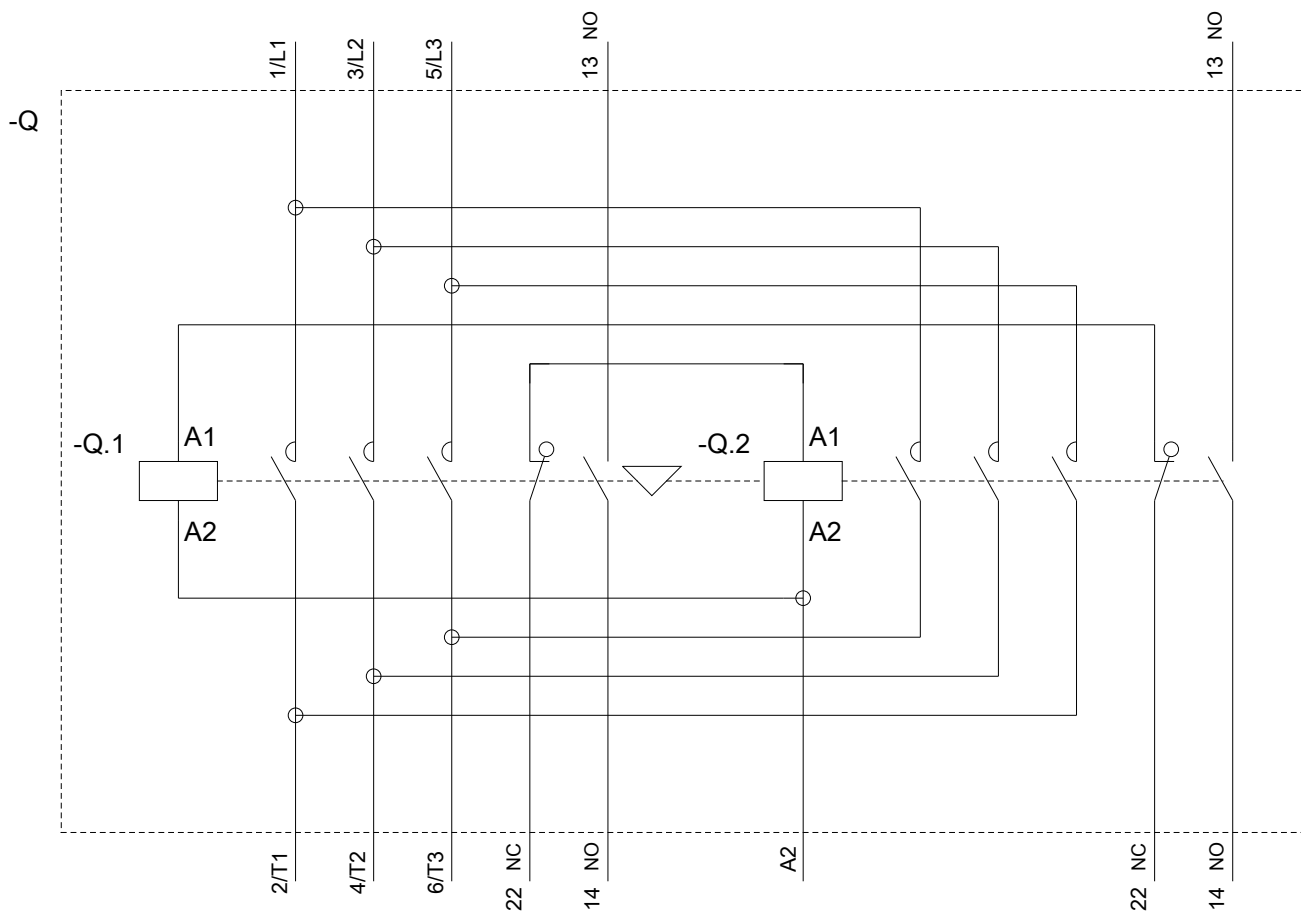 1/L1
3/L2
5/L3
13 NO
13 NO
-Q
-Q.1
A1
A2
-Q.2
A1
A2
2/T1
4/T2
6/T3
22 NC
14 NO
A2
22 NC
14 NO